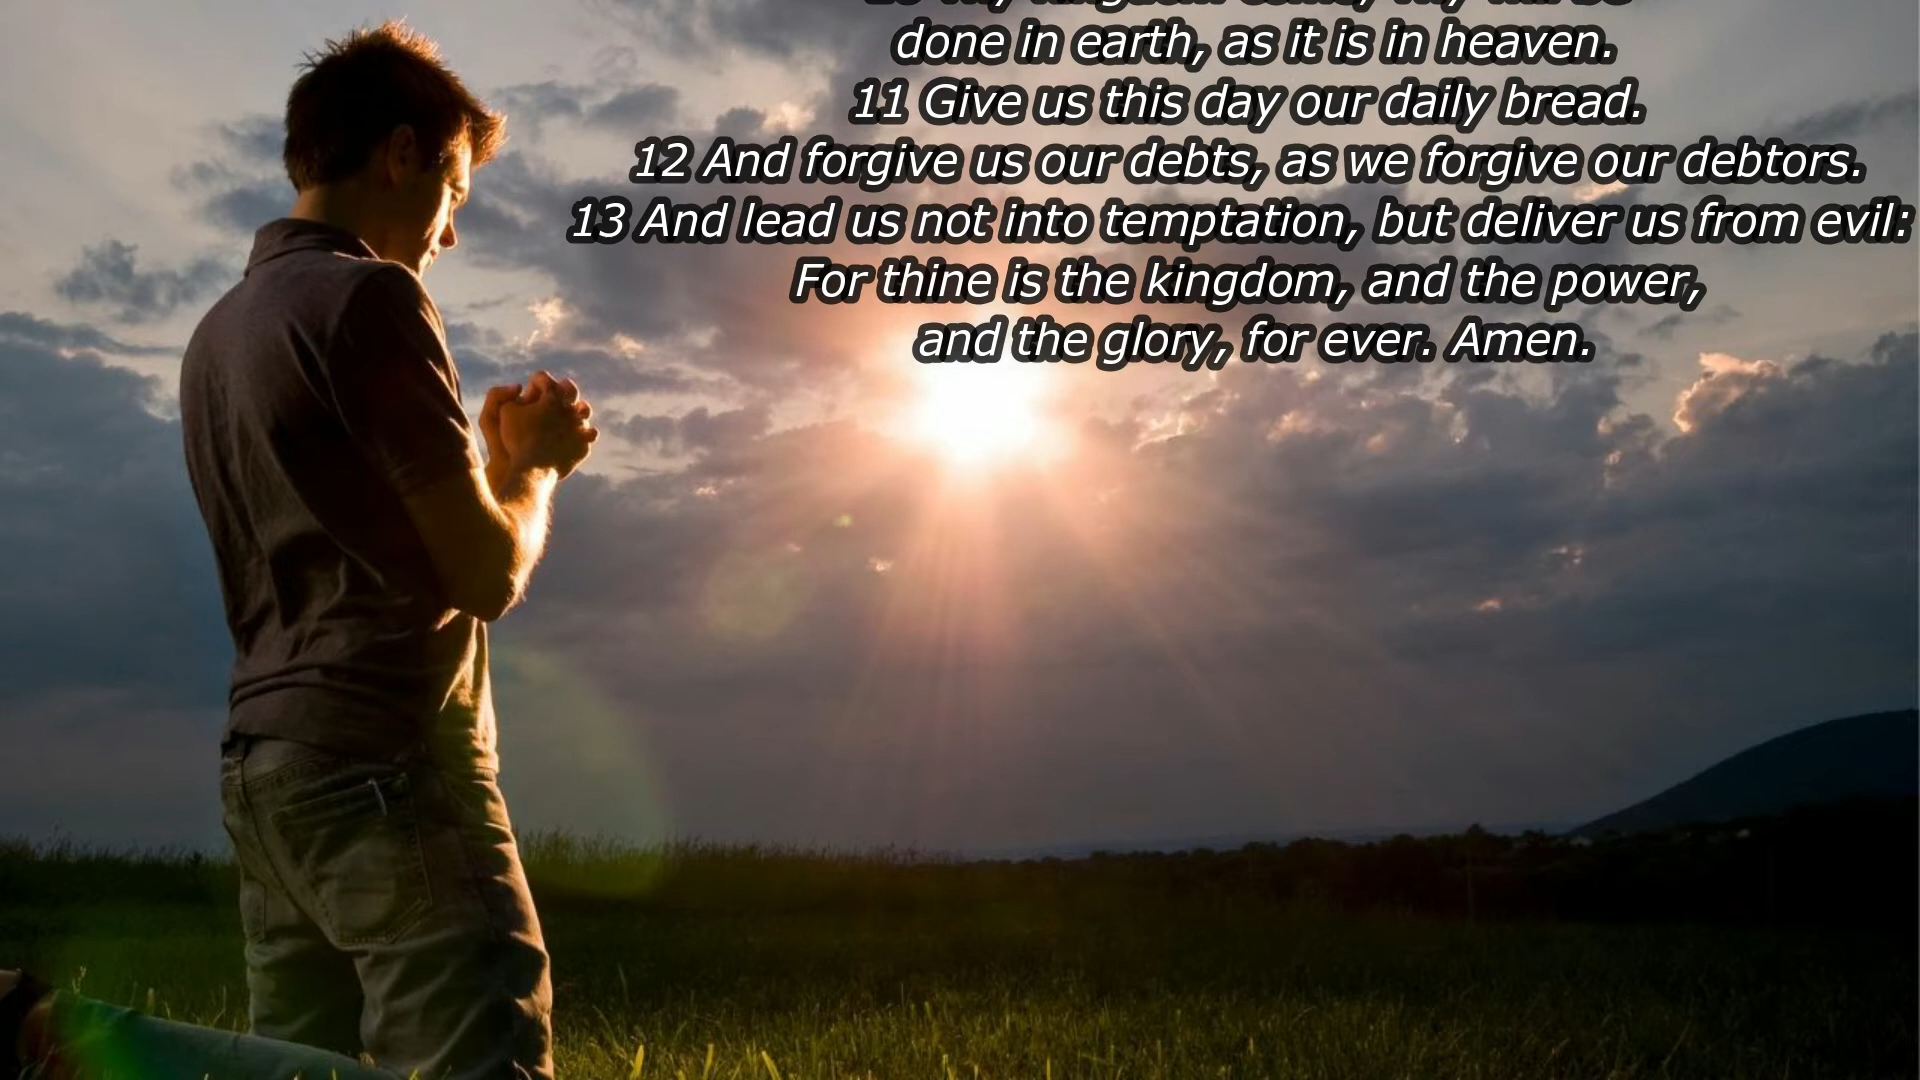 done in earth, as it is in heaven.
11 Give us this day our daily bread.
12 And forgive us our debts, as we forgive our debtors.
13 And lead us not into temptation, but deliver us from evil:
For thine is the kingdom, and the power,
and the glory, for ever. Amen.